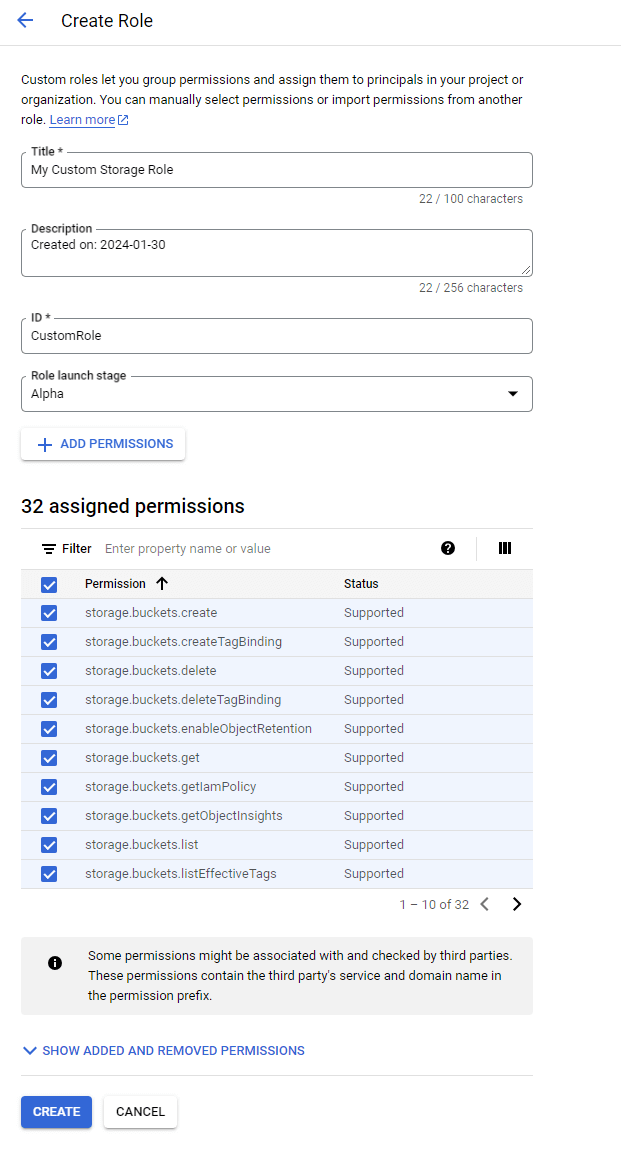 Create Role
Custom roles let you group permissions and assign them to principals in your project or
organization. You can manually select permissions or import permissions from another
role. Learn more
Title *
My Custom Storage Role
22 / 100 characters
Description
Created on: 2024-01-30
22 / 256 characters
ID *
CustomRole
Role launch stage
Alpha
ADD PERMISSIONS
32 assigned permissions
Filter Enter property name or value
Permission Status
storage.buckets.create Supported
storage.buckets.createTagBinding Supported
storage.buckets.delete Supported
storage.buckets.deleteTagBinding Supported
storage.buckets.enableObjectRetention Supported
storage.buckets.get Supported
storage.buckets.getIamPolicy Supported
storage.buckets.getObjectInsights Supported
storage.buckets.list Supported
storage.buckets.listEffectiveTags Supported
1 – 10 of 32
Some permissions might be associated with and checked by third parties.
These permissions contain the third party's service and domain name in
the permission prefix.
SHOW ADDED AND REMOVED PERMISSIONS
CREATE CANCEL